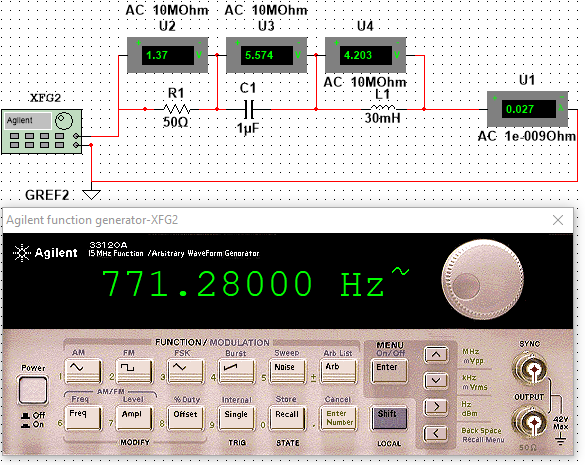 AC 10MOhm AC 10MOhm
U2 U3 U4
1.37 5.574 4.203
AC 10MOhm
XFG2 R1 C1 L1 U1
Agilent 50Ω 1µF 30mH 0.027
AC 1e-009Ohm
GREF2
Agilent function generator-XFG2
Agilent 33120A
15 MHz Function / Arbitrary WaveForm Generator
771.28000 Hz~
FUNCTION/ MODULATION MENU
AM FM FSK Burst Sweep Arb List On/Off MHz mVpp SYNC
Power 1 2 3 4 5 Noise ± Arb Enter
kHz mVrms
AM/FM
Freq Level % Duty Internal Store Cancel Hz dBm OUTPUT
On Off 6 Freq 7 Ampl 8 Offset 9 Single 0 Recall . Enter Number Shift
Back Space Recall Menu 42V Max
MODIFY TRIG STATE LOCAL 50Ω